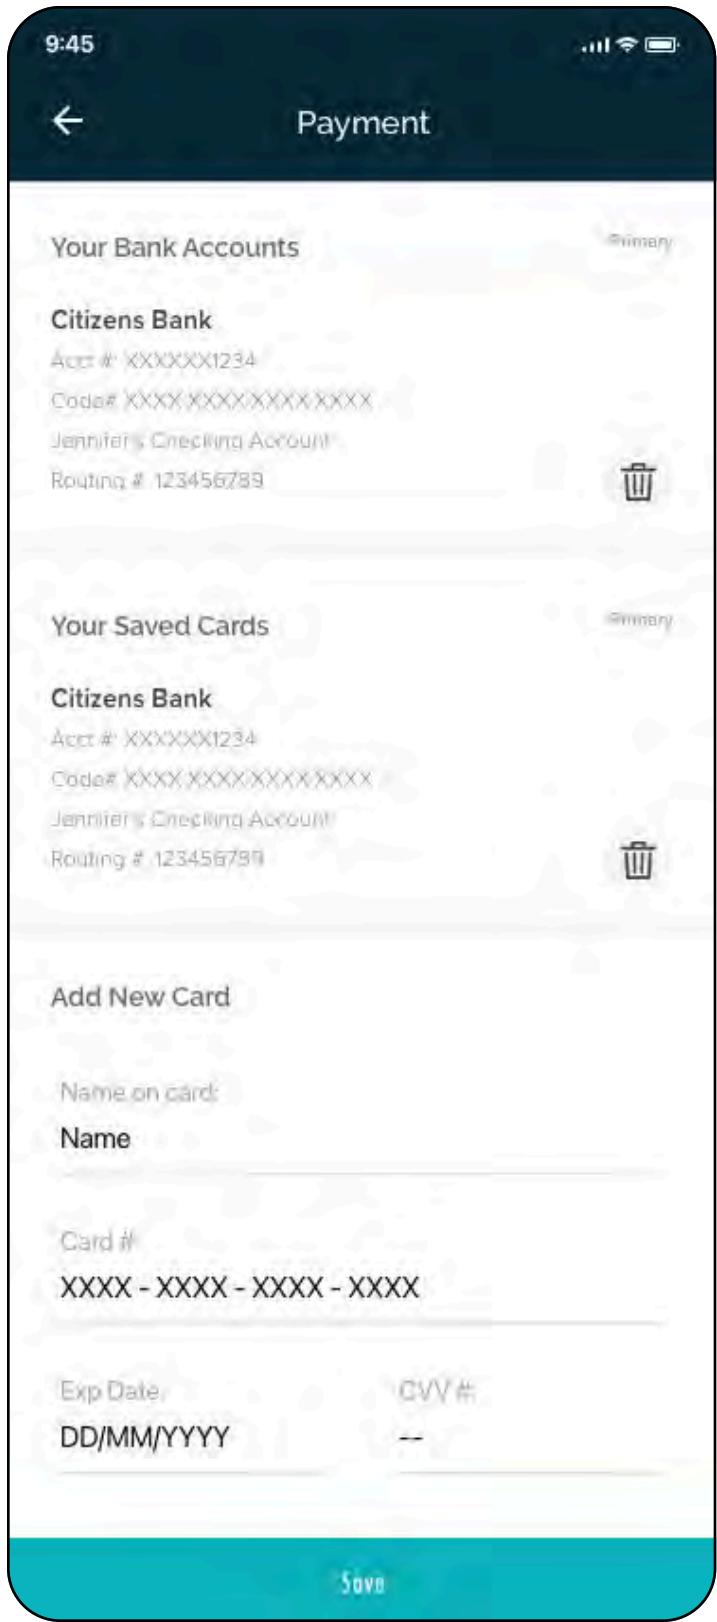 9:45
Payment
Your Bank Accounts
Primary
Citizens Bank
Acct #: XXXXXX1234
Code# XXXX XXXX XXXX XXXX
Jennifer's Checking Account
Routing #: 123456789
Your Saved Cards
Primary
Citizens Bank
Acct #: XXXXXX1234
Code# XXXX XXXX XXXX XXXX
Jennifer's Checking Account
Routing #: 123456789
Add New Card
Name on card:
Name
Card #:
XXXX - XXXX - XXXX - XXXX
Exp Date: CVV #:
DD/MM/YYYY --
Save